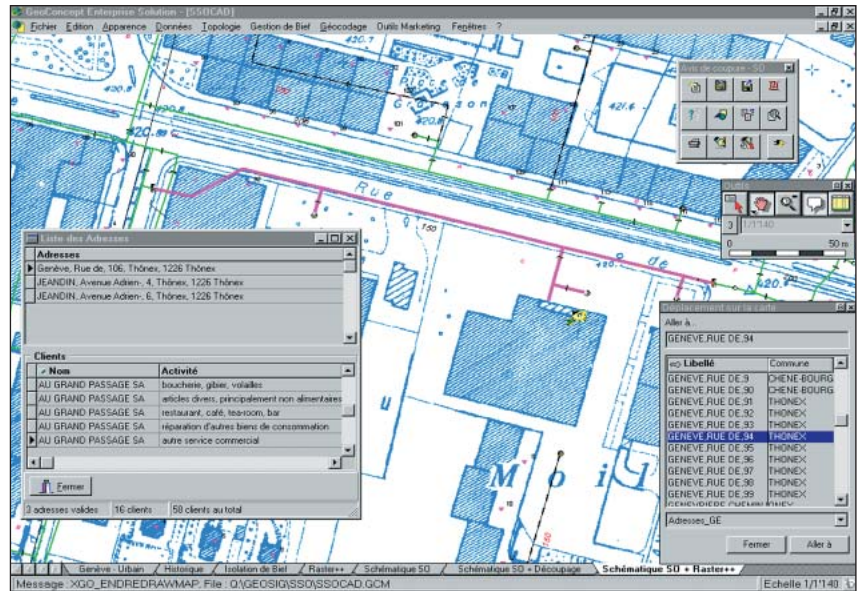 GeoConcept Enterprise Solution - [SSOCAD]
Fichier Edition Apparence Données Topologie Gestion de Bief Géocodage Outils Marketing Fenêtres ?
Avis de coupure - SO
420.8
421.4
Rue de
150
Outils
3 1/1'140
0 50 m
Liste des Adresses
Adresses
Genève, Rue de, 106, Thônex, 1226 Thônex
JEANDIN, Avenue Adrien-, 4, Thônex, 1226 Thônex
JEANDIN, Avenue Adrien-, 6, Thônex, 1226 Thônex
Clients
Nom Activité
AU GRAND PASSAGE SA boucherie, gibier, volailles
AU GRAND PASSAGE SA articles divers, principalement non alimentaires
AU GRAND PASSAGE SA restaurant, café, tea-room, bar
AU GRAND PASSAGE SA réparation d'autres biens de consommation
AU GRAND PASSAGE SA autre service commercial
Fermer
3 adresses valides 16 clients 58 clients au total
Déplacement sur la carte
Aller à...
GENEVE,RUE DE,94
Libellé Commune
GENEVE,RUE DE,9 CHENE-BOURG
GENEVE,RUE DE,90 CHENE-BOURG
GENEVE,RUE DE,91 THONEX
GENEVE,RUE DE,92 THONEX
GENEVE,RUE DE,93 THONEX
GENEVE,RUE DE,94 THONEX
GENEVE,RUE DE,95 THONEX
GENEVE,RUE DE,96 THONEX
GENEVE,RUE DE,97 THONEX
GENEVE,RUE DE,98 THONEX
GENEVE,RUE DE,99 THONEX
Adresses_GE
Fermer Aller à
u
M o i l
150
Genève - Urbain Historique Isolation de Bief Raster++ Schématique SO Schématique SO + Découpage Schématique SO + Raster++
Message : XGO_ENDREDRAWMAP, File : Q:\GEOSIG\SSO\SSOCAD.GCM Echelle 1/1'140